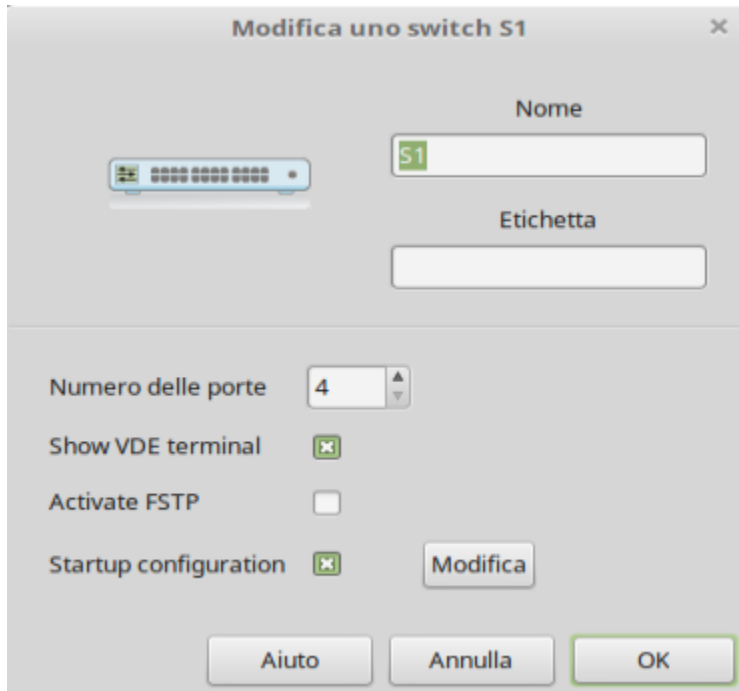 Modifica uno switch S1
Nome
S1
Etichetta
Numero delle porte 4
Show VDE terminal
Activate FSTP
Startup configuration Modifica
Aiuto Annulla OK